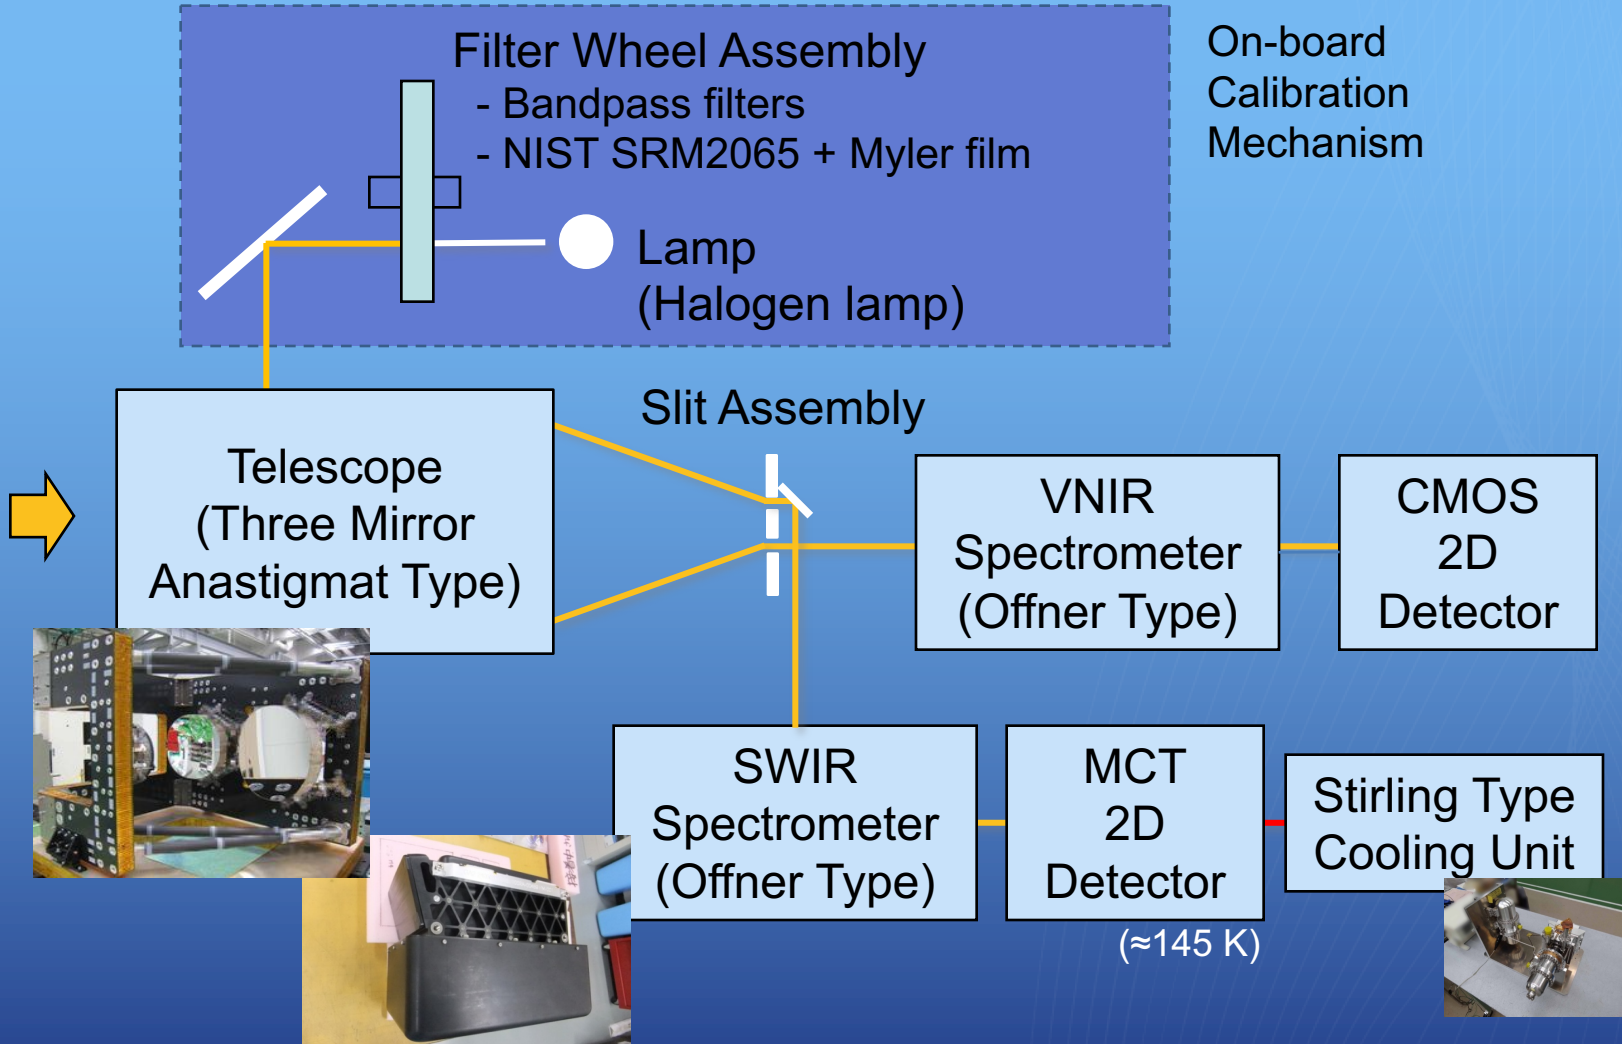 Filter Wheel Assembly
- Bandpass filters
- NIST SRM2065 + Myler film
Lamp
(Halogen lamp)
On-board
Calibration
Mechanism
Slit Assembly
Telescope
(Three Mirror
Anastigmat Type)
VNIR
Spectrometer
(Offner Type)
CMOS
2D
Detector
SWIR
Spectrometer
(Offner Type)
MCT
2D
Detector
(≈145 K)
Stirling Type
Cooling Unit